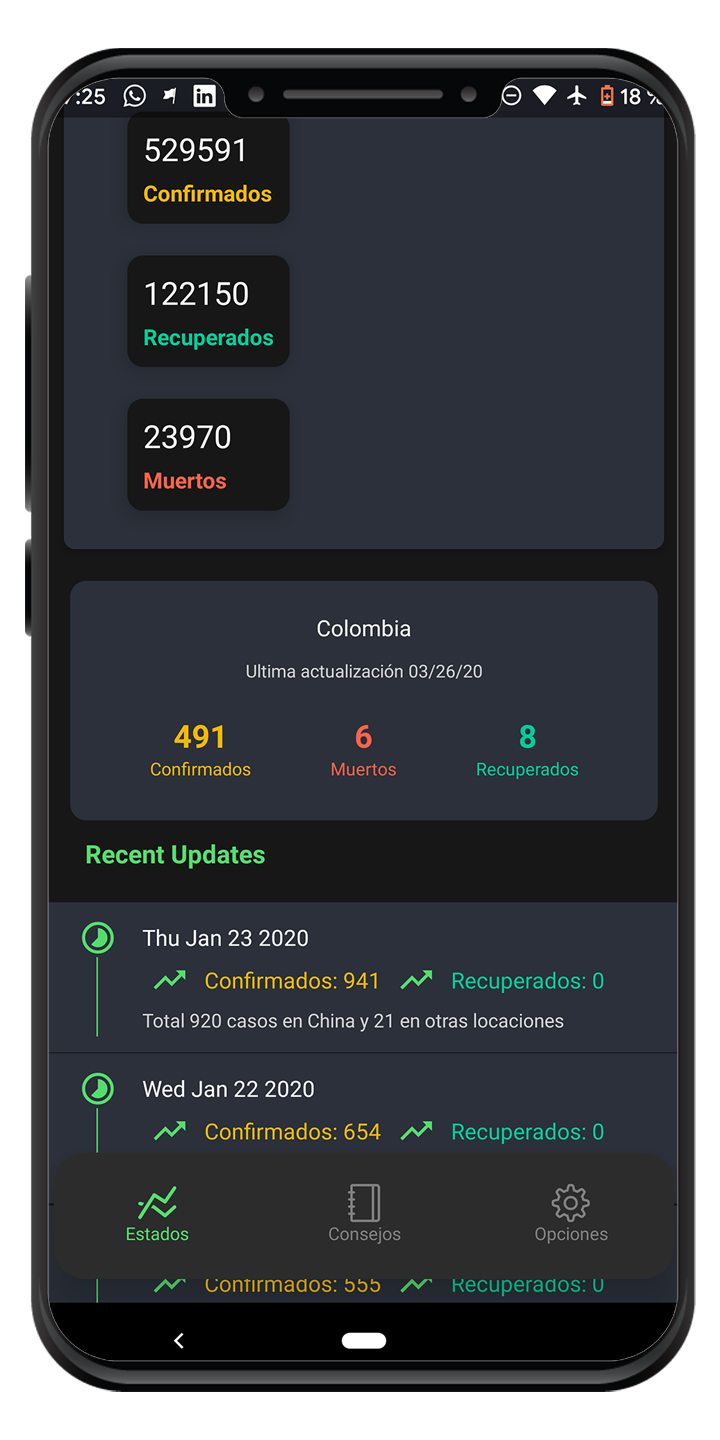 :25 in 18 %
529591
Confirmados
122150
Recuperados
23970
Muertos
Colombia
Ultima actualización 03/26/20
491 6 8
Confirmados Muertos Recuperados
Recent Updates
Thu Jan 23 2020
Confirmados: 941 Recuperados: 0
Total 920 casos en China y 21 en otras locaciones
Wed Jan 22 2020
Confirmados: 654 Recuperados: 0
Estados Consejos Opciones
Confirmados: 555 Recuperados: 0